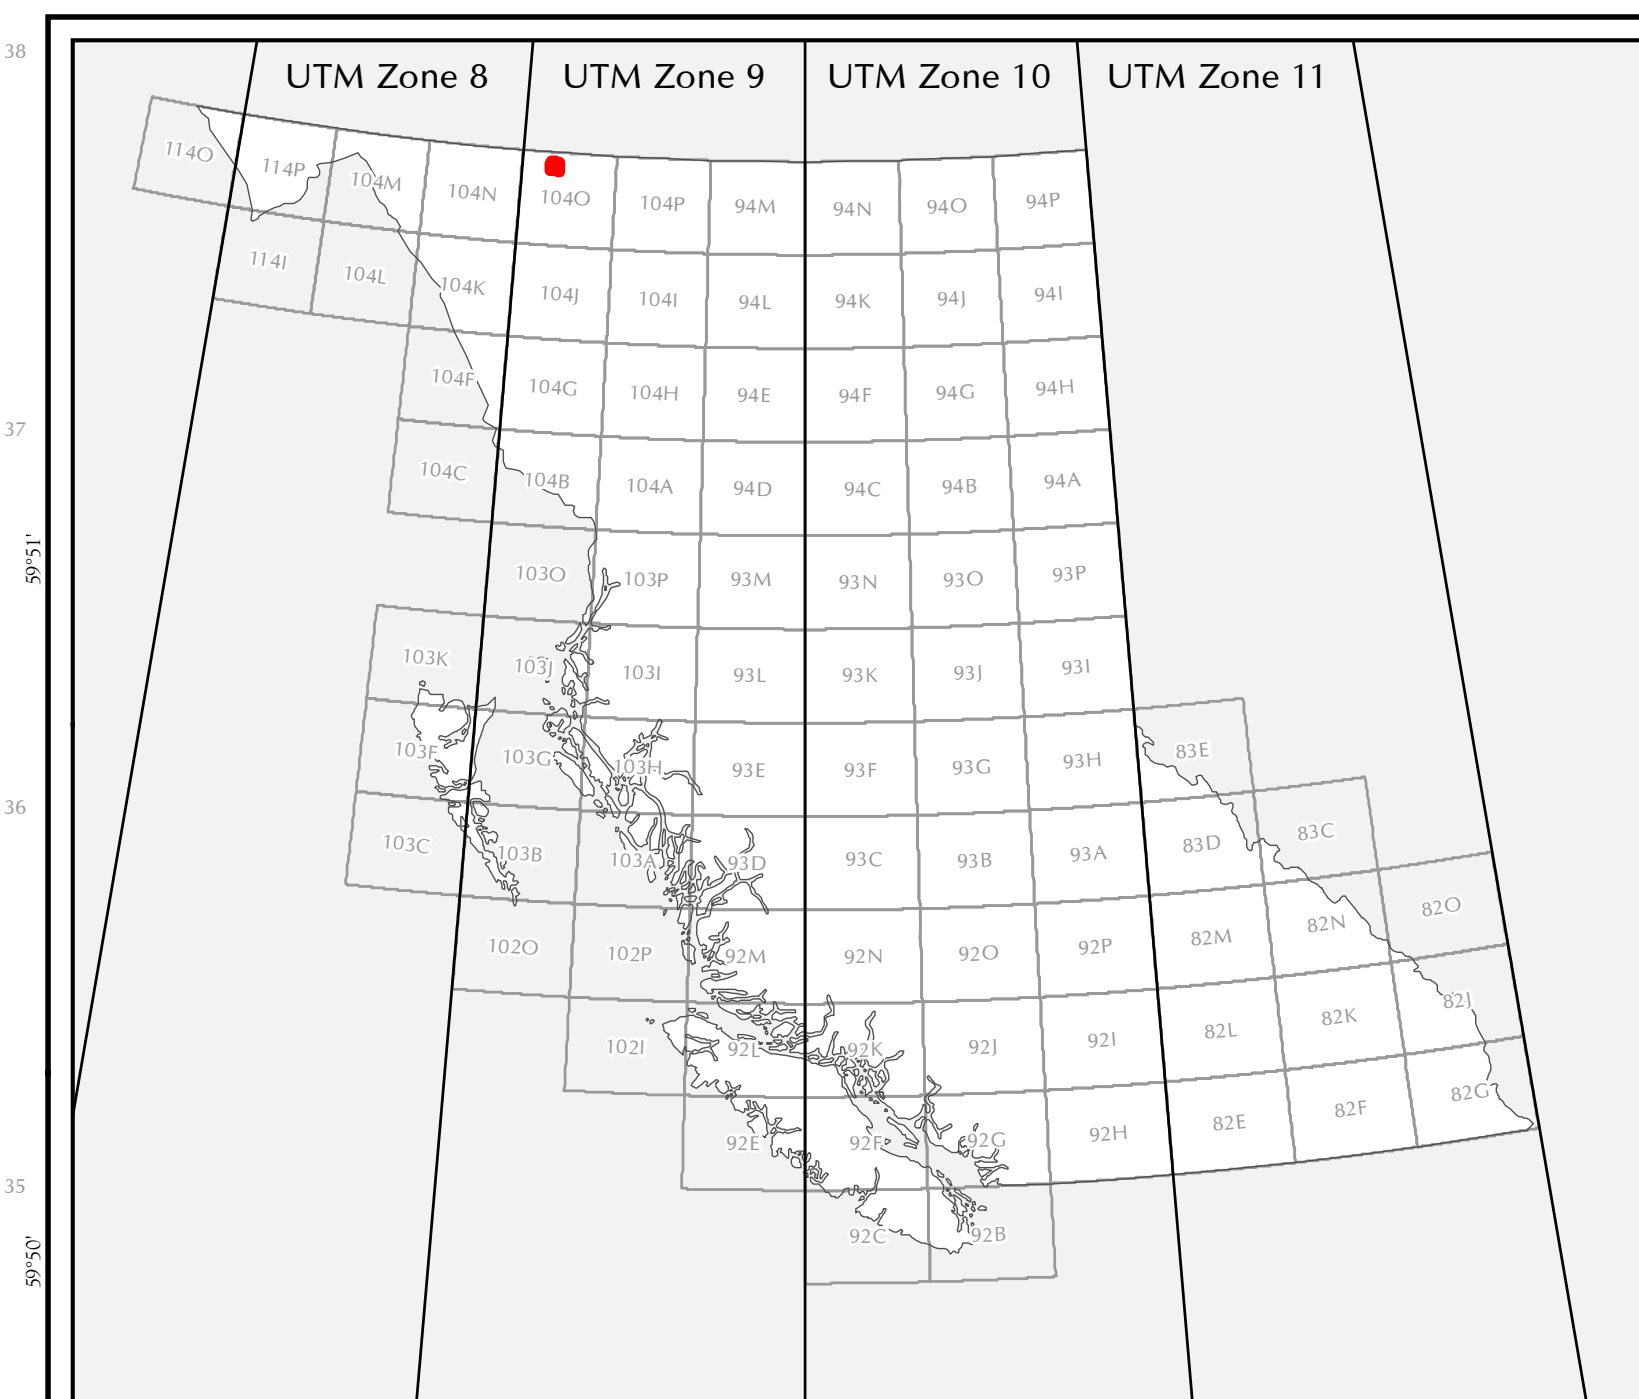 38
UTM Zone 8 UTM Zone 9 UTM Zone 10 UTM Zone 11
114O 114P 104M 104N 104O 104P 94M 94N 94O 94P
114I 104L 104K 104J 104I 94L 94K 94J 94I
104F 104G 104H 94E 94F 94G 94H
37
104C 104B 104A 94D 94C 94B 94A
59°51'
103O 103P 93M 93N 93O 93P
103K 103J 103I 93L 93K 93J 93I
103F 103G 103H 93E 93F 93G 93H 83E
36
103C 103B 103A 93D 93C 93B 93A 83D 83C
102O 102P 92M 92N 92O 92P 82M 82N 82O
102I 92L 92K 92J 92I 82L 82K 82J
92E 92F 92G 92H 82E 82F 82G
35
92C 92B
59°50'